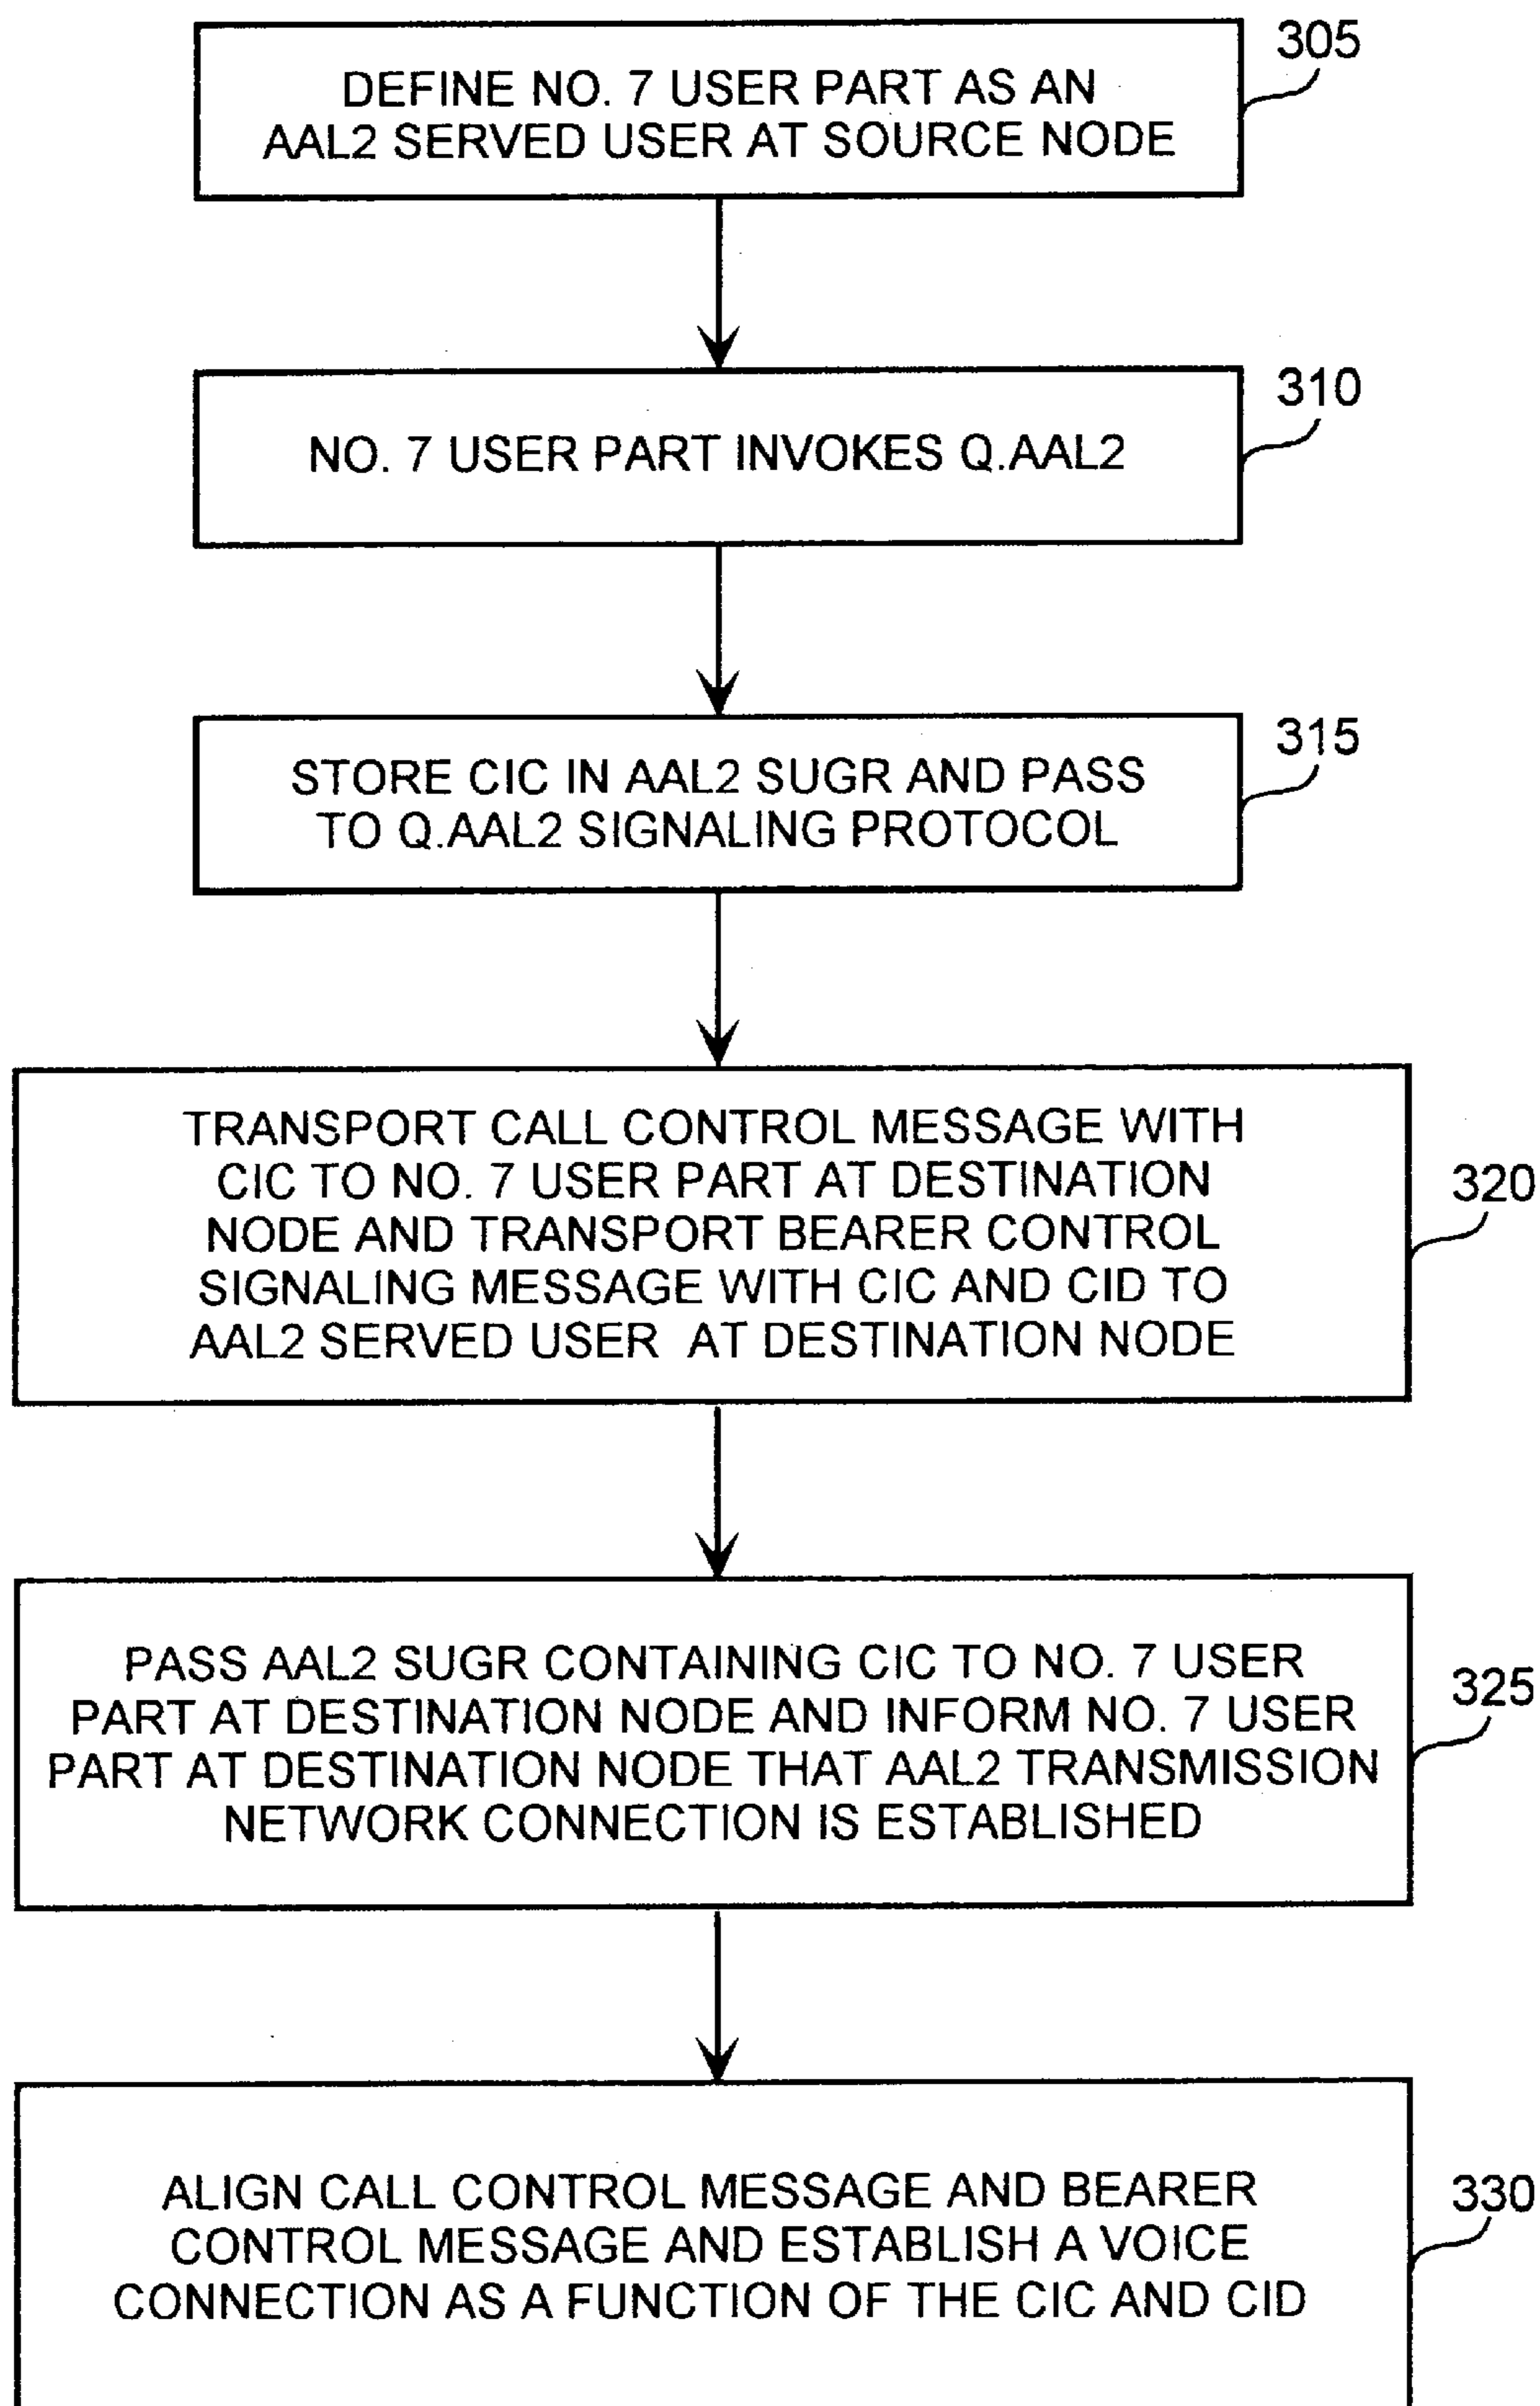 305
DEFINE NO. 7 USER PART AS AN
AAL2 SERVED USER AT SOURCE NODE
310
NO. 7 USER PART INVOKES Q.AAL2
315
STORE CIC IN AAL2 SUGR AND PASS
TO Q.AAL2 SIGNALING PROTOCOL
TRANSPORT CALL CONTROL MESSAGE WITH
CIC TO NO. 7 USER PART AT DESTINATION
NODE AND TRANSPORT BEARER CONTROL
SIGNALING MESSAGE WITH CIC AND CID TO
AAL2 SERVED USER AT DESTINATION NODE
320
PASS AAL2 SUGR CONTAINING CIC TO NO. 7 USER
PART AT DESTINATION NODE AND INFORM NO. 7 USER
PART AT DESTINATION NODE THAT AAL2 TRANSMISSION
NETWORK CONNECTION IS ESTABLISHED
325
ALIGN CALL CONTROL MESSAGE AND BEARER
CONTROL MESSAGE AND ESTABLISH A VOICE
CONNECTION AS A FUNCTION OF THE CIC AND CID
330